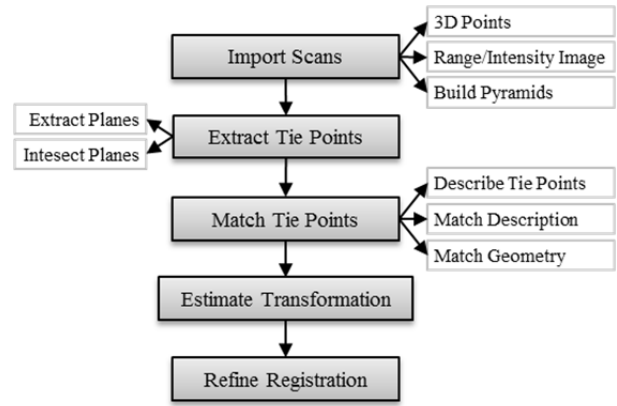 3D Points
Import Scans
Range/Intensity Image
Build Pyramids
Extract Planes
Extract Tie Points
Intesect Planes
Describe Tie Points
Match Tie Points
Match Description
Match Geometry
Estimate Transformation
Refine Registration